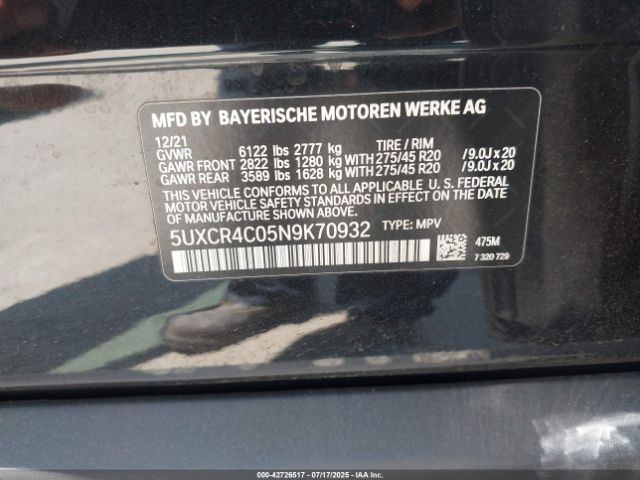 MFD BY BAYERISCHE MOTOREN WERKE AG
12/21
GVWR 6122 lbs 2777 kg TIRE / RIM
GAWR FRONT 2822 lbs 1280 kg WITH 275/45 R20 / 9.0J x 20
GAWR REAR 3589 lbs 1628 kg WITH 275/45 R20 / 9.0J x 20
THIS VEHICLE CONFORMS TO ALL APPLICABLE U. S. FEDERAL
MOTOR VEHICLE SAFETY STANDARDS IN EFFECT ON THE DATE
OF MANUFACTURE SHOWN ABOVE.
5UXCR4C05N9K70932 TYPE: MPV
475M
7 320 729
000-42726517 | 07/17/2025 | IAAI.COM